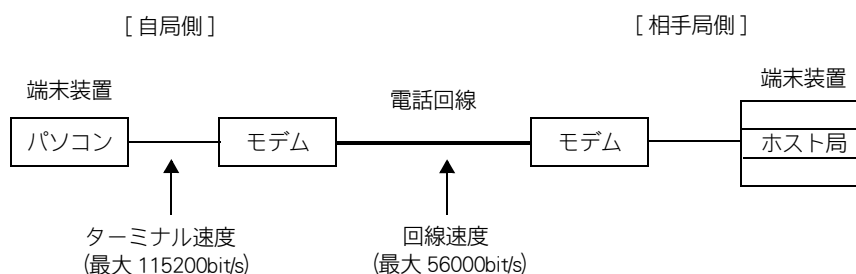 [ 自局側 ]
[ 相手局側 ]
端末装置
端末装置
電話回線
パソコン
モデム
モデム
ホスト局
ターミナル速度
(最大 115200bit/s)
回線速度
(最大 56000bit/s)